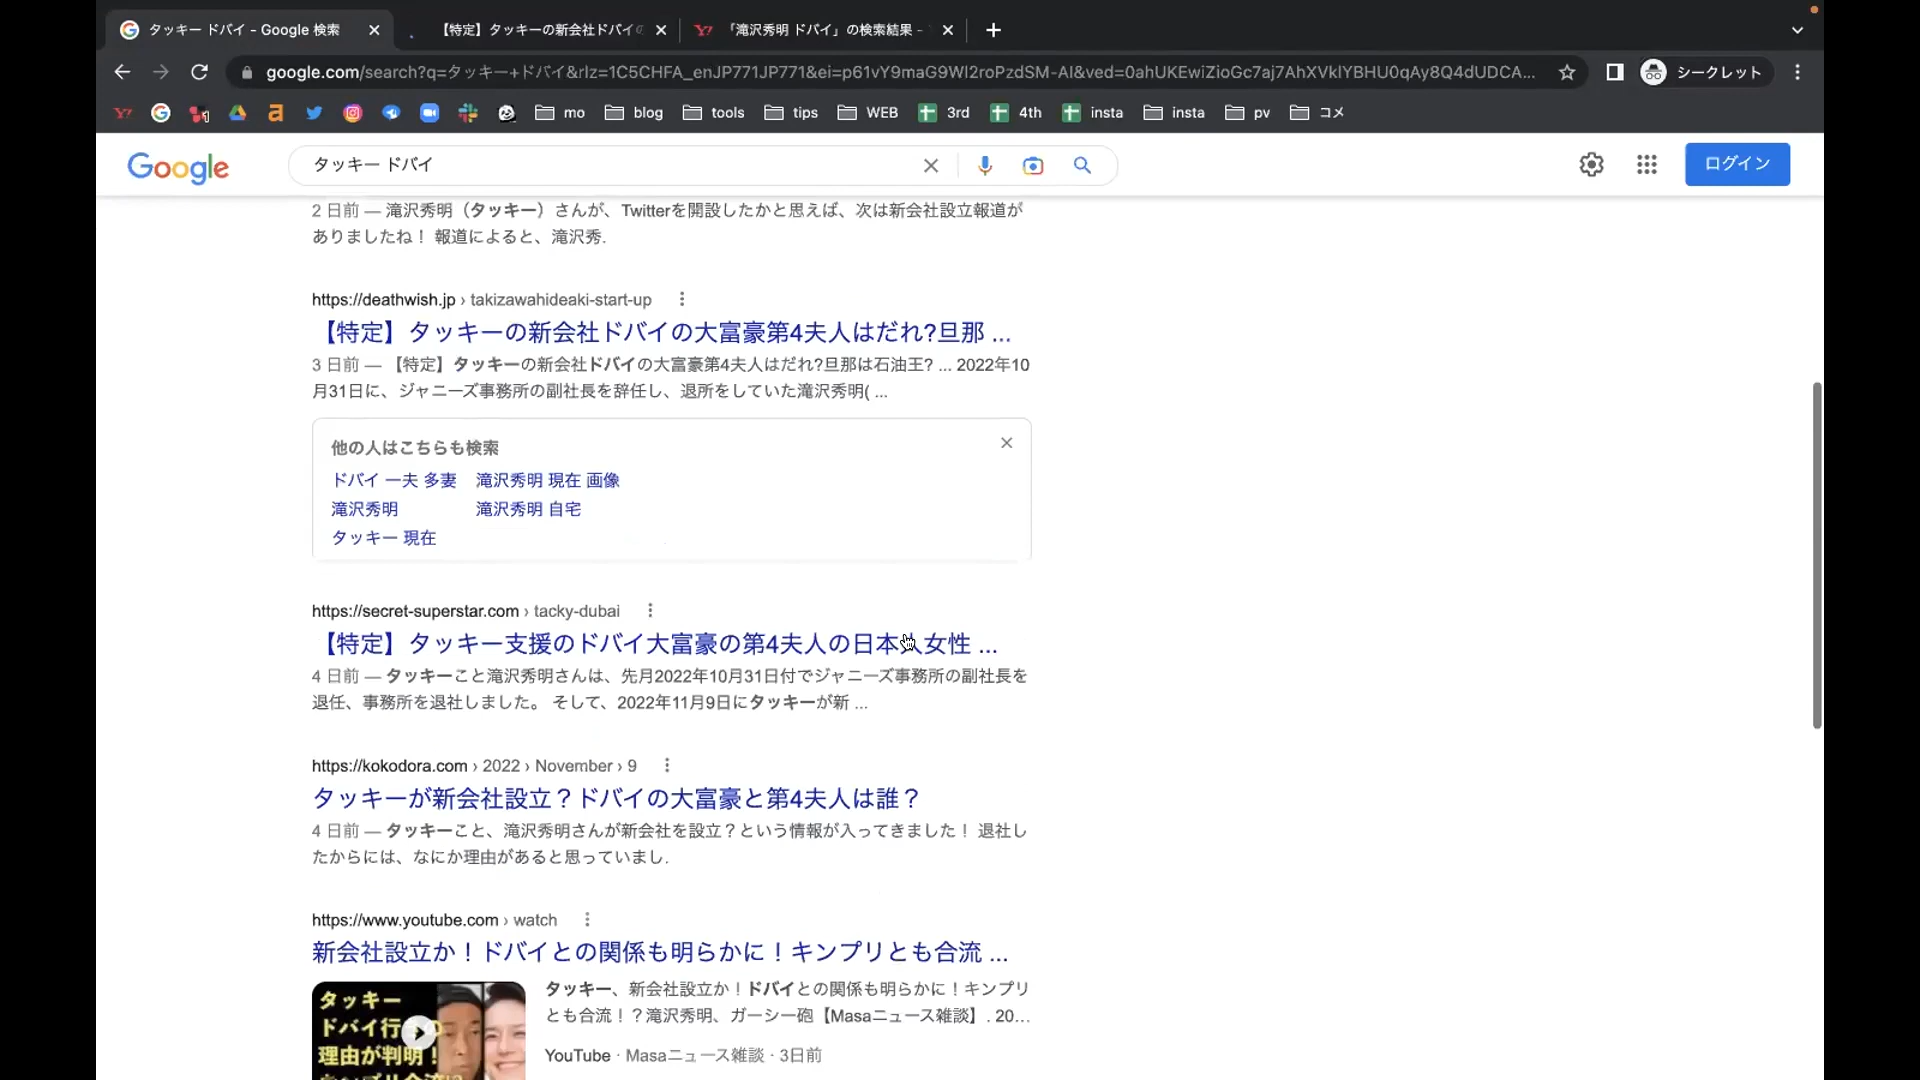 タッキー ドバイ - Google 検索
【特定】タッキーの新会社ドバイの
「滝沢秀明 ドバイ」の検索結果 -
google.com/search?q=タッキー+ドバイ&rlz=1C5CHFA_enJP771JP771&ei=p61vY9maG9WI2roPzdSM-AI&ved=0ahUKEwiZioGc7aj7AhXVklYBHU0qAy8Q4dUDCA...
シークレット
mo
blog
tools
tips
WEB
3rd
4th
insta
insta
pv
コメ
Google
タッキー ドバイ
ログイン
2 日前 — 滝沢秀明（タッキー）さんが、Twitterを開設したかと思えば、次は新会社設立報道が
ありましたね！ 報道によると、滝沢秀.
https://deathwish.jp › takizawahideaki-start-up
【特定】タッキーの新会社ドバイの大富豪第4夫人はだれ?旦那 ...
3 日前 — 【特定】タッキーの新会社ドバイの大富豪第4夫人はだれ?旦那は石油王? ... 2022年10
月31日に、ジャニーズ事務所の副社長を辞任し、退所をしていた滝沢秀明( ...
他の人はこちらも検索
ドバイ 一夫 多妻 滝沢秀明 現在 画像
滝沢秀明 滝沢秀明 自宅
タッキー 現在
https://secret-superstar.com › tacky-dubai
【特定】タッキー支援のドバイ大富豪の第4夫人の日本人女性 ...
4 日前 — タッキーこと滝沢秀明さんは、先月2022年10月31日付でジャニーズ事務所の副社長を
退任、事務所を退社しました。 そして、2022年11月9日にタッキーが新 ...
https://kokodora.com › 2022 › November › 9
タッキーが新会社設立？ドバイの大富豪と第4夫人は誰？
4 日前 — タッキーこと、滝沢秀明さんが新会社を設立？という情報が入ってきました！ 退社し
たからには、なにか理由があると思っていまし.
https://www.youtube.com › watch
新会社設立か！ドバイとの関係も明らかに！キンプリとも合流 ...
タッキー
ドバイ行
理由が判明！
タッキー、新会社設立か！ドバイとの関係も明らかに！キンプリ
とも合流！？滝沢秀明、ガーシー砲【Masaニュース雑談】. 20...
YouTube · Masaニュース雑談 · 3日前